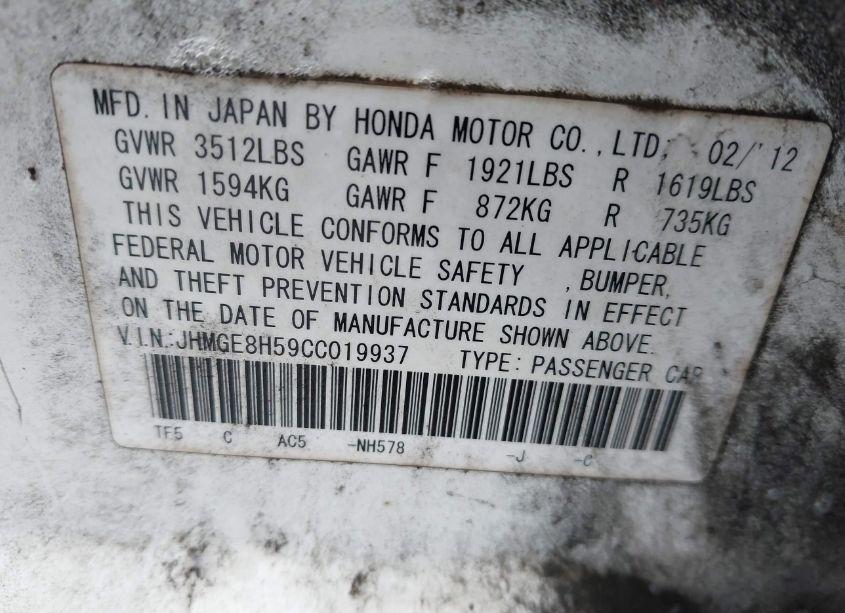 MFD. IN JAPAN BY HONDA MOTOR CO., LTD; 02/'12
GVWR 3512LBS GAWR F 1921LBS R 1619LBS
GVWR 1594KG GAWR F 872KG R 735KG
THIS VEHICLE CONFORMS TO ALL APPLICABLE
FEDERAL MOTOR VEHICLE SAFETY , BUMPER,
AND THEFT PREVENTION STANDARDS IN EFFECT
ON THE DATE OF MANUFACTURE SHOWN ABOVE.
V.I.N.:JHMGE8H59CC019937 TYPE: PASSENGER CAR
TF5 C AC5 -NH578 -J -C